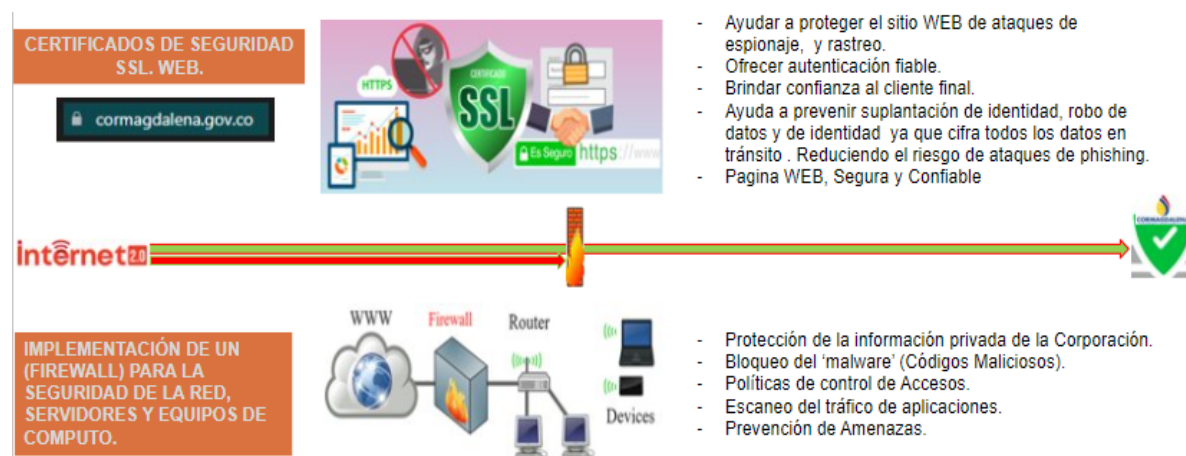 CERTIFICADOS DE SEGURIDAD
SSL. WEB.
cormagdalena.gov.co
HTTPS
CERTIFICADO
SSL
Es Seguro https://www
- Ayudar a proteger el sitio WEB de ataques de
espionaje, y rastreo.
- Ofrecer autenticación fiable.
- Brindar confianza al cliente final.
- Ayuda a prevenir suplantación de identidad, robo de
datos y de identidad ya que cifra todos los datos en
tránsito . Reduciendo el riesgo de ataques de phishing.
- Pagina WEB, Segura y Confiable
internet 2.0
CORMAGDALENA
IMPLEMENTACIÓN DE UN
(FIREWALL) PARA LA
SEGURIDAD DE LA RED,
SERVIDORES Y EQUIPOS DE
COMPUTO.
WWW
Firewall
Router
Devices
- Protección de la información privada de la Corporación.
- Bloqueo del ‘malware’ (Códigos Maliciosos).
- Políticas de control de Accesos.
- Escaneo del tráfico de aplicaciones.
- Prevención de Amenazas.